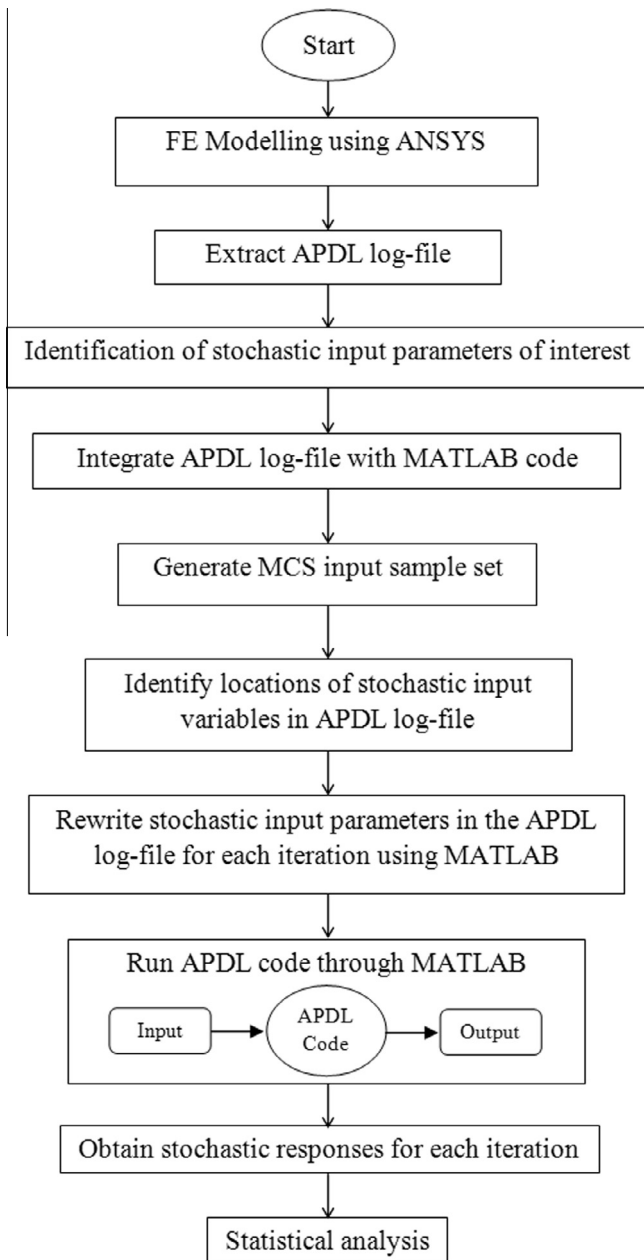 Start
FE Modelling using ANSYS
Extract APDL log-file
Identification of stochastic input parameters of interest
Integrate APDL log-file with MATLAB code
Generate MCS input sample set
Identify locations of stochastic input
variables in APDL log-file
Rewrite stochastic input parameters in the APDL
log-file for each iteration using MATLAB
Run APDL code through MATLAB
Input
APDL
Code
Output
Obtain stochastic responses for each iteration
Statistical analysis